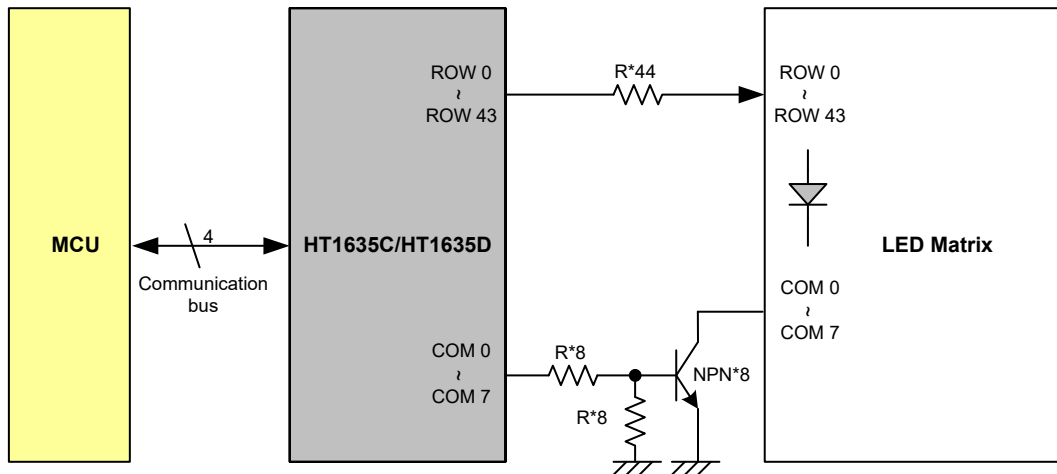 MCU
4
Communication
bus
HT1635C/HT1635D
ROW 0
~
ROW 43
COM 0
~
COM 7
R*44
R*8
R*8
NPN*8
ROW 0
~
ROW 43
LED Matrix
COM 0
~
COM 7